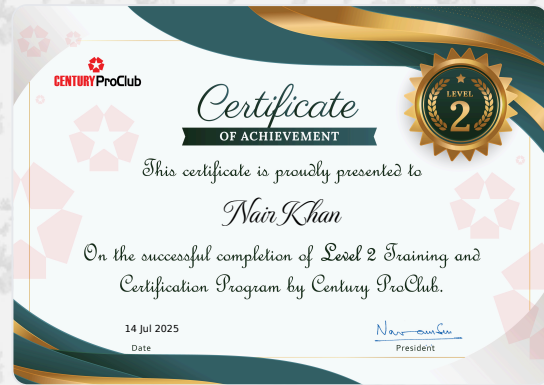 CENTURY ProClub
LEVEL
2
Certificate
OF ACHIEVEMENT
This certificate is proudly presented to
Nair Khan
On the successful completion of Level 2 Training and
Certification Program by Century ProClub.
14 Jul 2025
Date
President